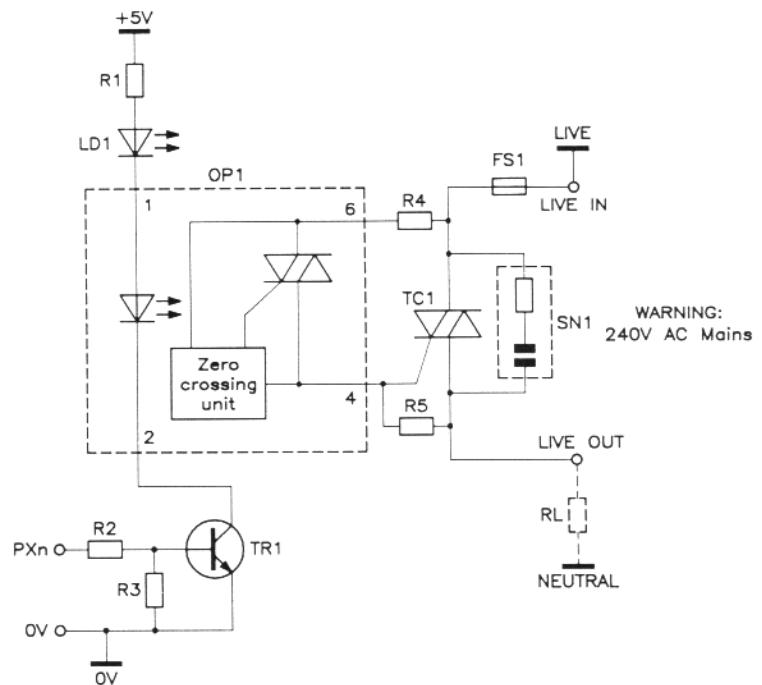 +5V
R1
LD1
OP1
1
6
R4
FS1
LIVE
LIVE IN
TC1
SN1
WARNING:
240V AC Mains
Zero
crossing
unit
4
R5
2
LIVE OUT
RL
NEUTRAL
PXn
R2
TR1
R3
0V
0V